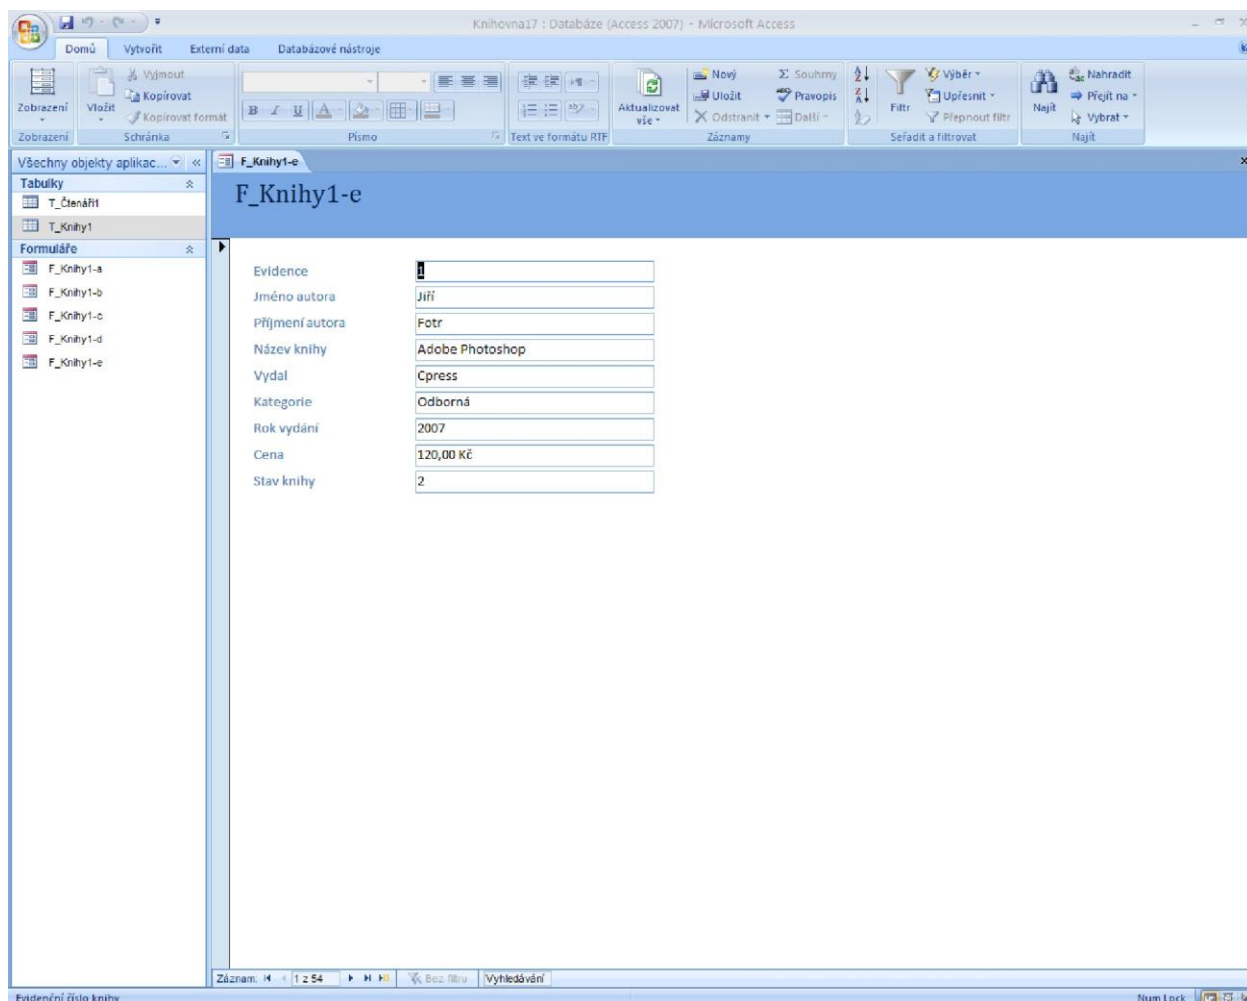 Knihovna17 : Databáze (Access 2007) - Microsoft Access
Domů Vytvořit Externí data Databázové nástroje
Zobrazení
Zobrazení
Vložit
Vyjmout
Kopírovat
Kopírovat formát
Schránka
B I U A
Písmo
Text ve formátu RTF
Aktualizovat vše
Nový
Uložit
Odstranit
Souhrny
Pravopis
Další
Záznamy
Filtr
Výběr
Upřesnit
Přepnout filtr
Seřadit a filtrovat
Najít
Nahradit
Přejít na
Vybrat
Najít
Všechny objekty aplikac...
Tabulky
T_Čtenáři1
T_Knihy1
Formuláře
F_Knihy1-a
F_Knihy1-b
F_Knihy1-c
F_Knihy1-d
F_Knihy1-e
F_Knihy1-e
F_Knihy1-e
Evidence 1
Jméno autora Jiří
Příjmení autora Fotr
Název knihy Adobe Photoshop
Vydal Cpress
Kategorie Odborná
Rok vydání 2007
Cena 120,00 Kč
Stav knihy 2
Záznam: 1 z 54 Bez filtru Vyhledávání
Evidenční číslo knihy Num Lock